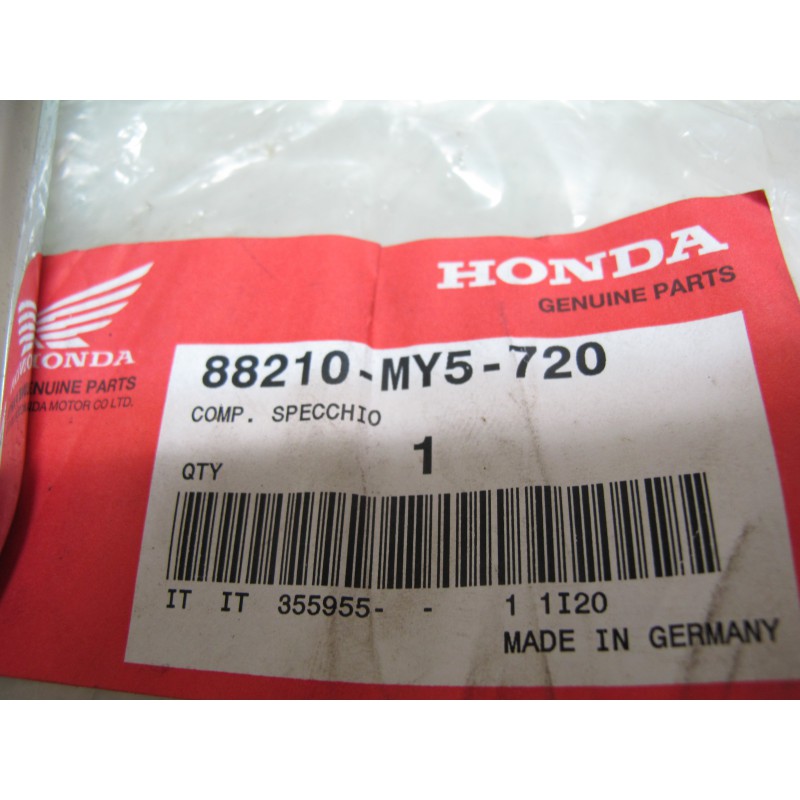 HONDA
GENUINE PARTS
HONDA
GENUINE PARTS
MOTOR CO LTD.
88210-MY5-720
COMP. SPECCHIO
QTY 1
IT IT 355955- - 1 1I20
MADE IN GERMANY